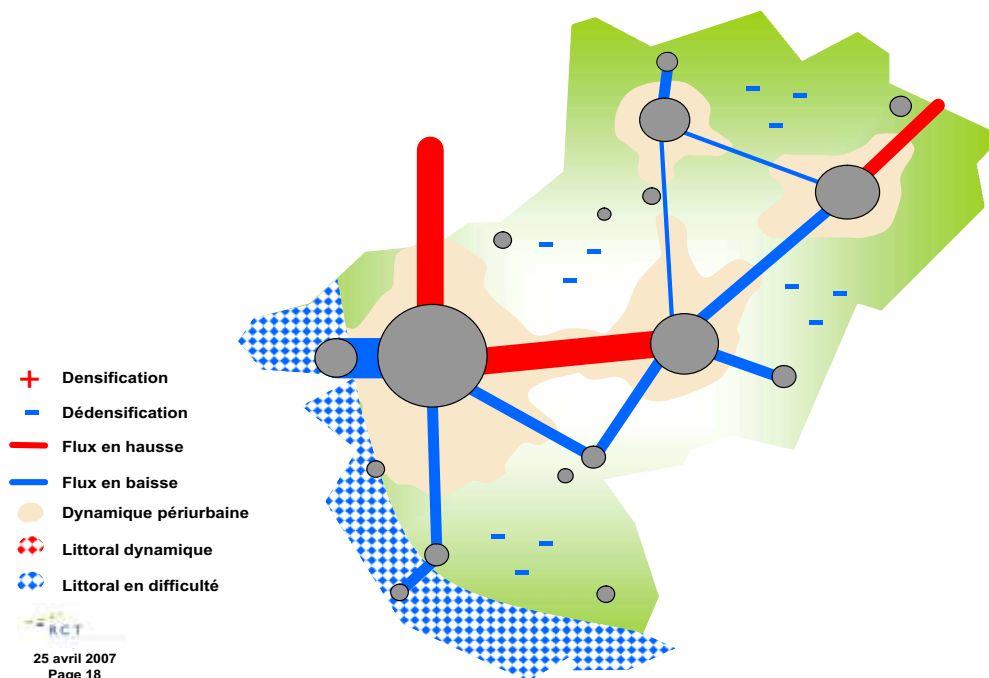 Densification
Dédensification
Flux en hausse
Flux en baisse
Dynamique périurbaine
Littoral dynamique
Littoral en difficulté
RCT
25 avril 2007
Page 18